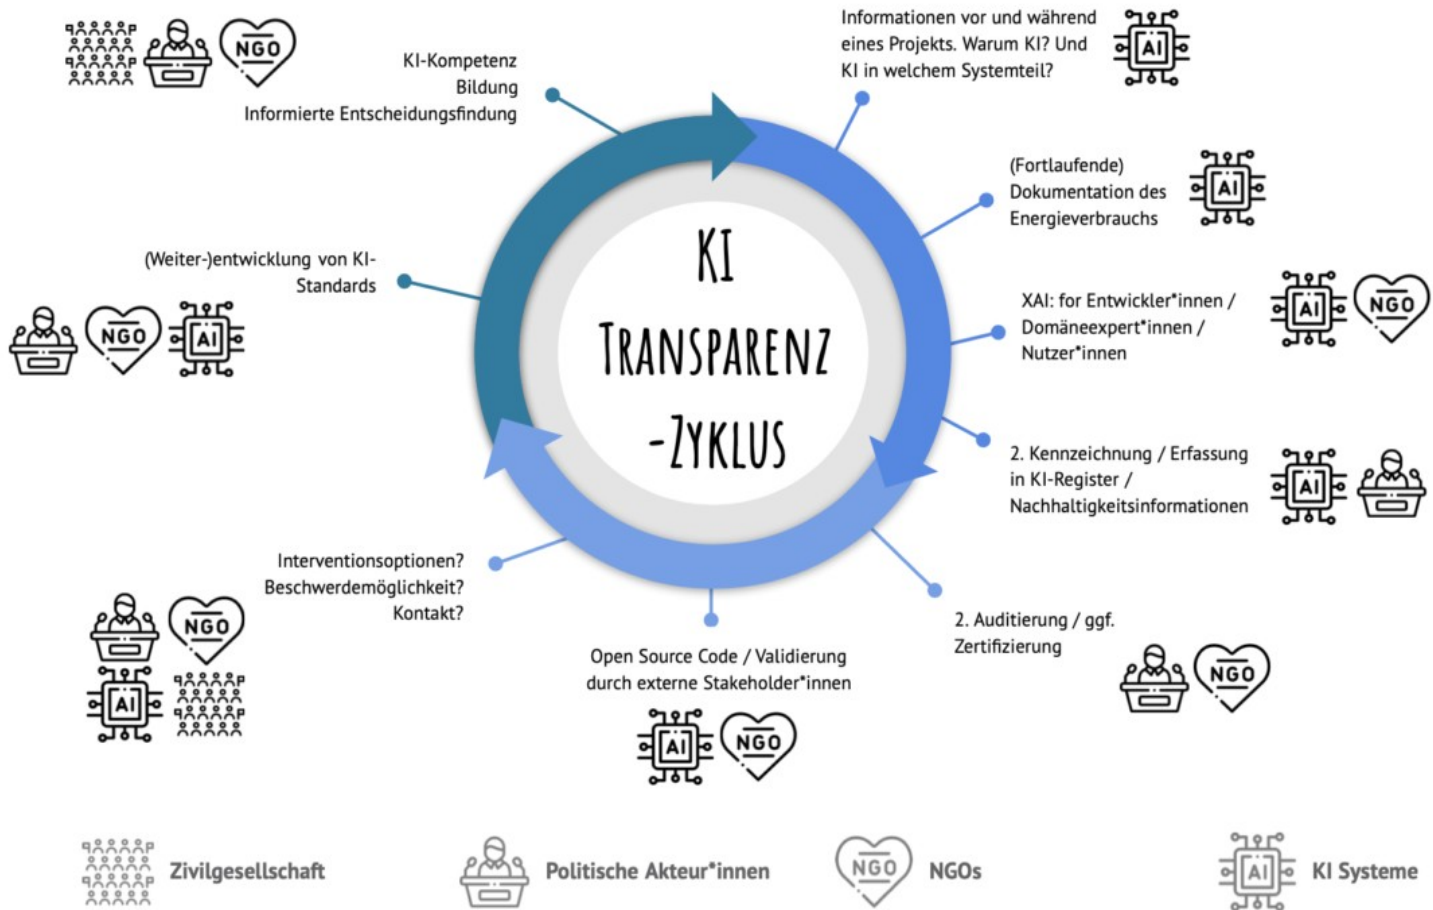 NGO
KI-Kompetenz
Bildung
Informierte Entscheidungsfindung
Informationen vor und während
eines Projekts. Warum KI? Und
KI in welchem Systemteil?
AI
(Fortlaufende)
Dokumentation des
Energieverbrauchs
AI
XAI: for Entwickler*innen /
Domäneexpert*innen /
Nutzer*innen
AI
NGO
2. Kennzeichnung / Erfassung
in KI-Register /
Nachhaltigkeitsinformationen
AI
2. Auditierung / ggf.
Zertifizierung
NGO
Open Source Code / Validierung
durch externe Stakeholder*innen
AI
NGO
Interventionsoptionen?
Beschwerdemöglichkeit?
Kontakt?
NGO
AI
(Weiter-)entwicklung von KI-
Standards
NGO
AI
KI
TRANSPARENZ
-ZYKLUS
Zivilgesellschaft
Politische Akteur*innen
NGO
NGOs
AI
KI Systeme